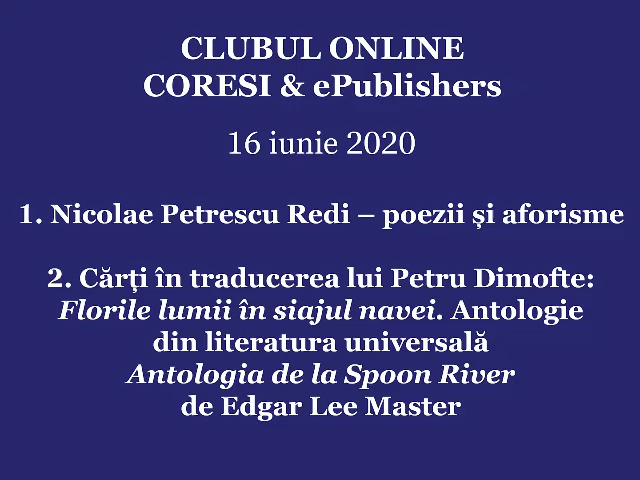 CLUBUL ONLINE
CORESI & ePublishers
16 iunie 2020
1. Nicolae Petrescu Redi – poezii și aforisme
2. Cărți în traducerea lui Petru Dimofte:
Florile lumii în siajul navei. Antologie
din literatura universală
Antologia de la Spoon River
de Edgar Lee Master